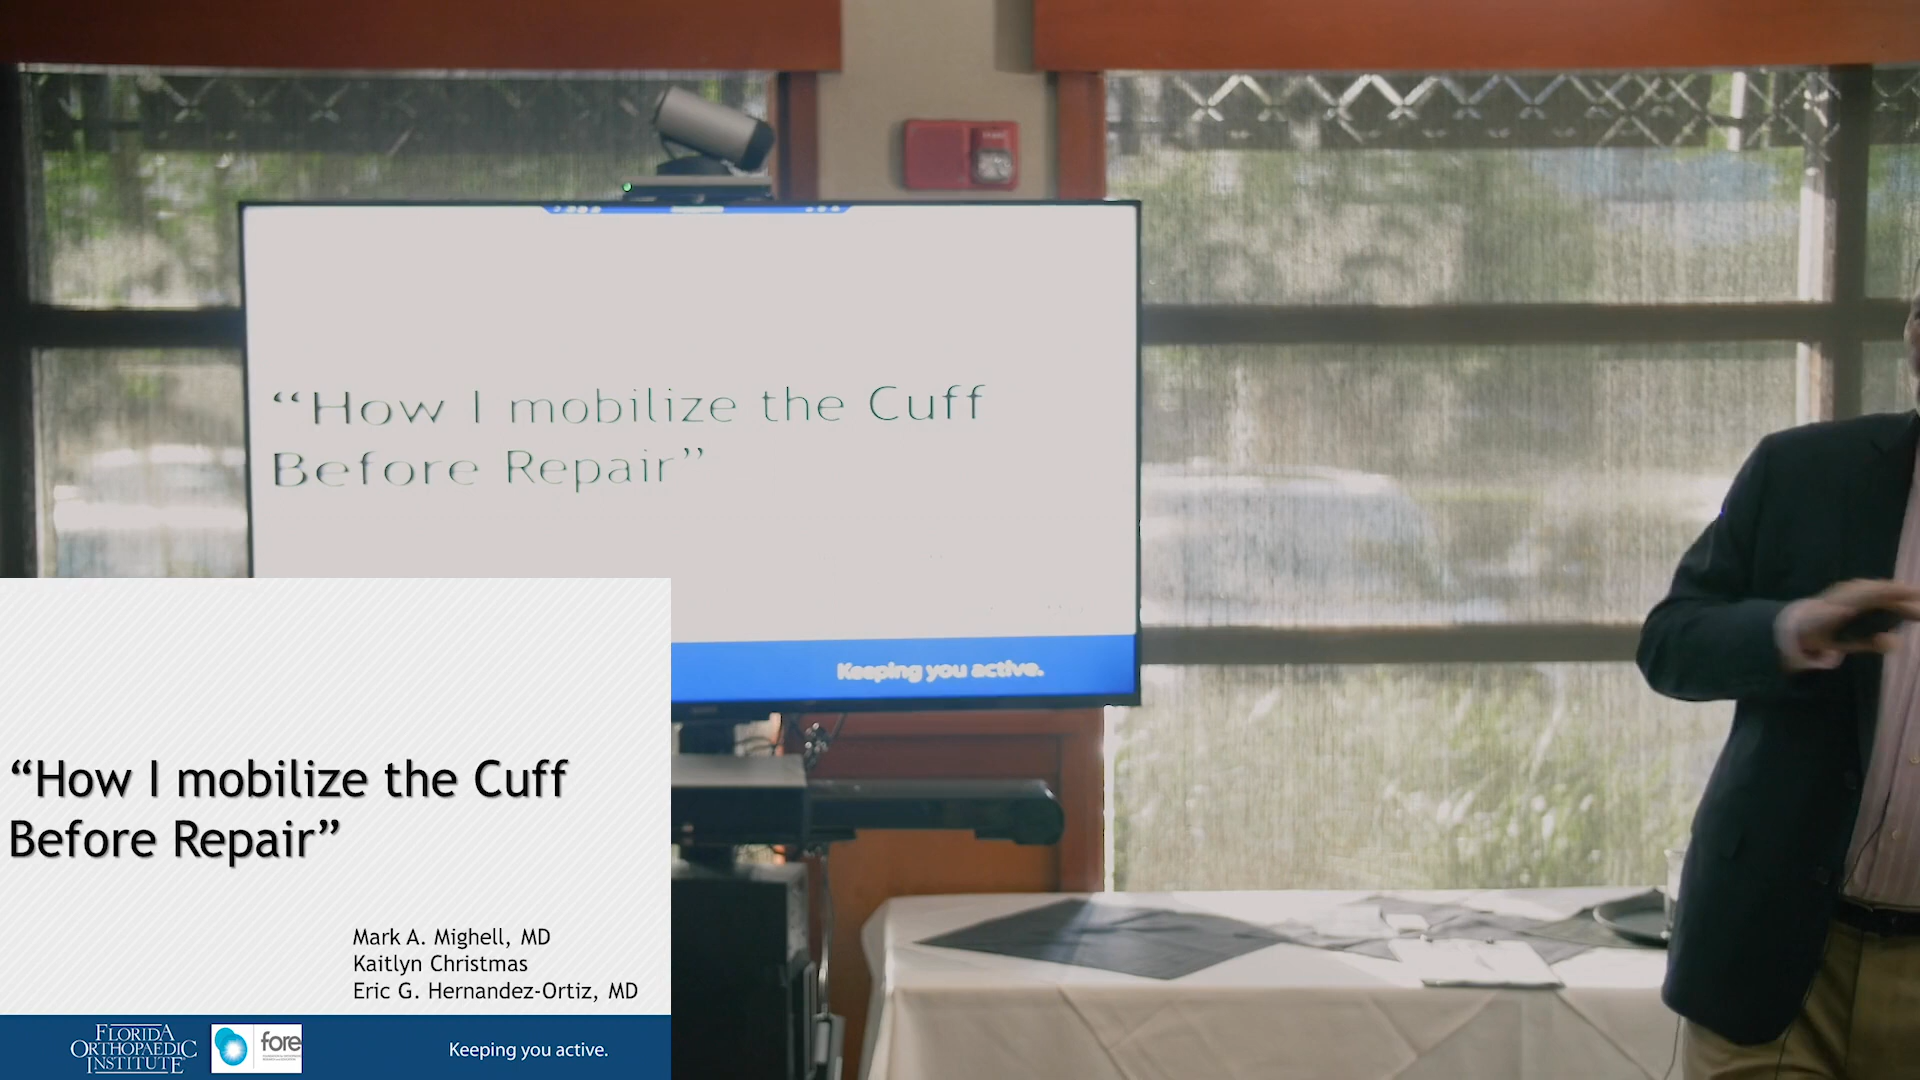 “How I mobilize the Cuff
Before Repair”
Keeping you active.
“How I mobilize the Cuff
Before Repair”
Mark A. Mighell, MD
Kaitlyn Christmas
Eric G. Hernandez-Ortiz, MD
FLORIDA
ORTHOPAEDIC
INSTITUTE
fore
Keeping you active.